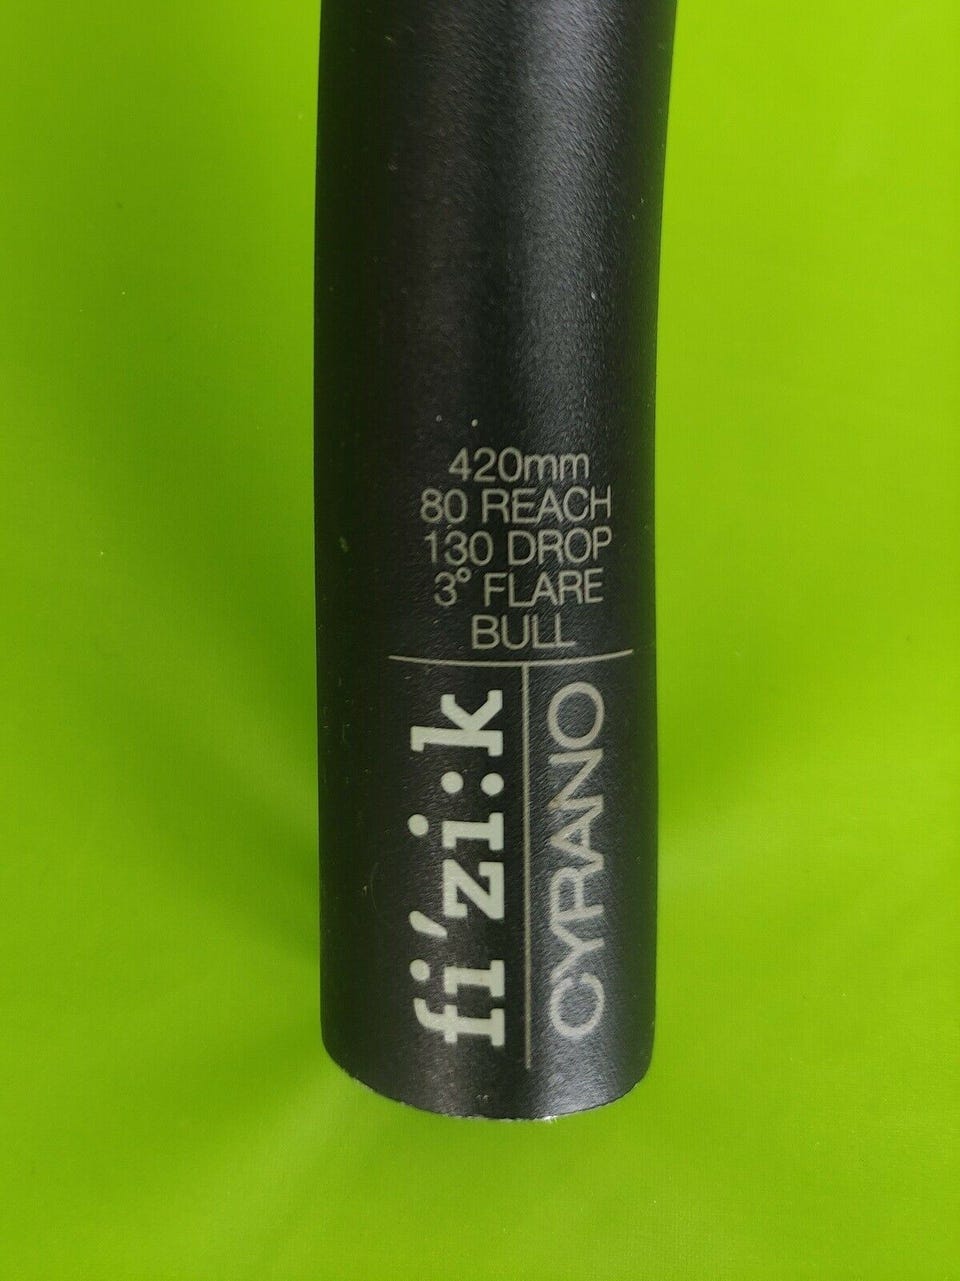 420mm
80 REACH
130 DROP
3° FLARE
BULL
fi'zi:k
CYRANO